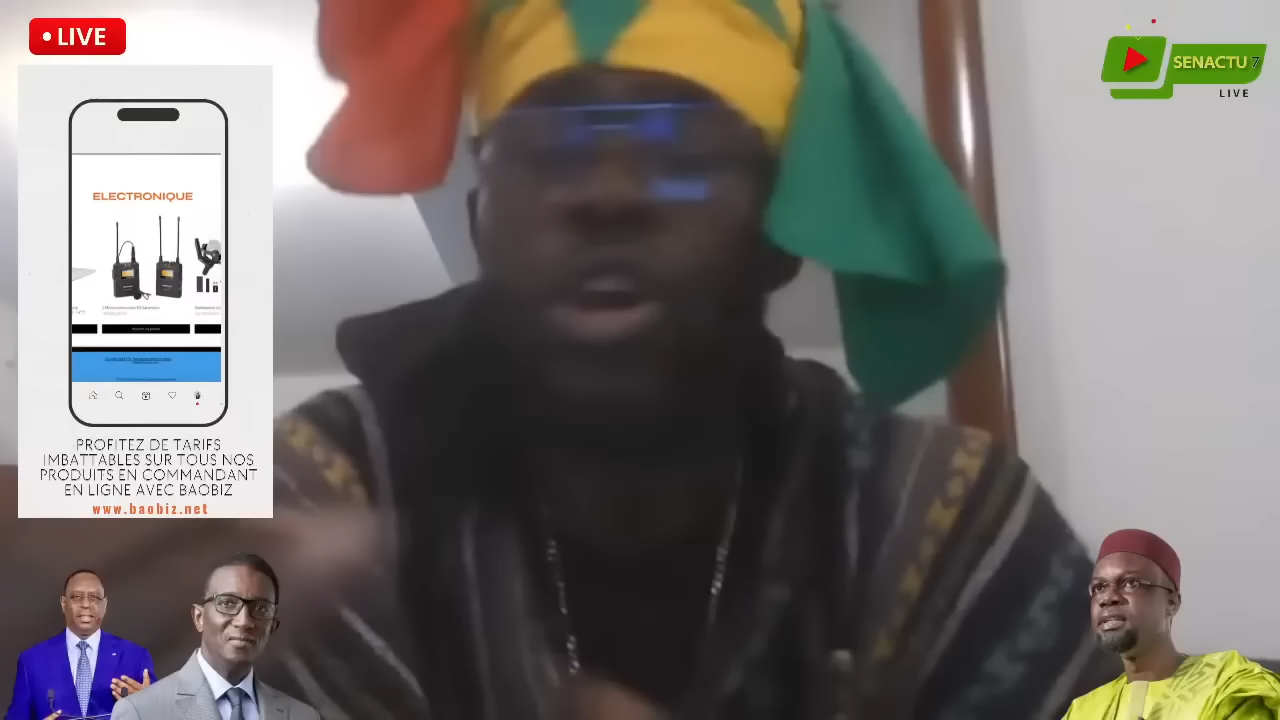 LIVE
SENACTU 7
LIVE
ELECTRONIQUE
PROFITEZ DE TARIFS
IMBATTABLES SUR TOUS NOS
PRODUITS EN COMMANDANT
EN LIGNE AVEC BAOBIZ
www.baobiz.net